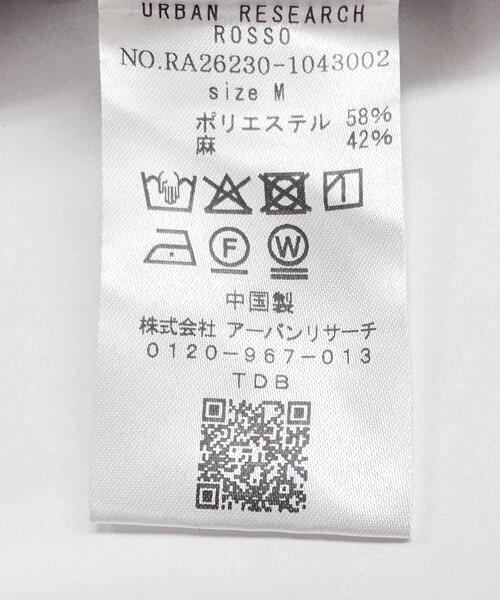 URBAN RESEARCH
ROSSO
NO.RA26230-1043002
size M
ポリエステル 58%
麻 42%
F W
中国製
株式会社 アーバンリサーチ
0120-967-013
TDB